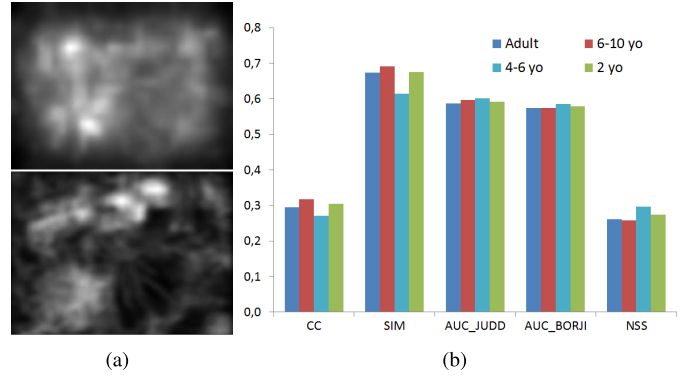 0,8
0,7
0,6
0,5
0,4
0,3
0,2
0,1
0,0
Adult 6-10 yo
4-6 yo 2 yo
CC SIM AUC_JUDD AUC_BORJI NSS
(a) (b)